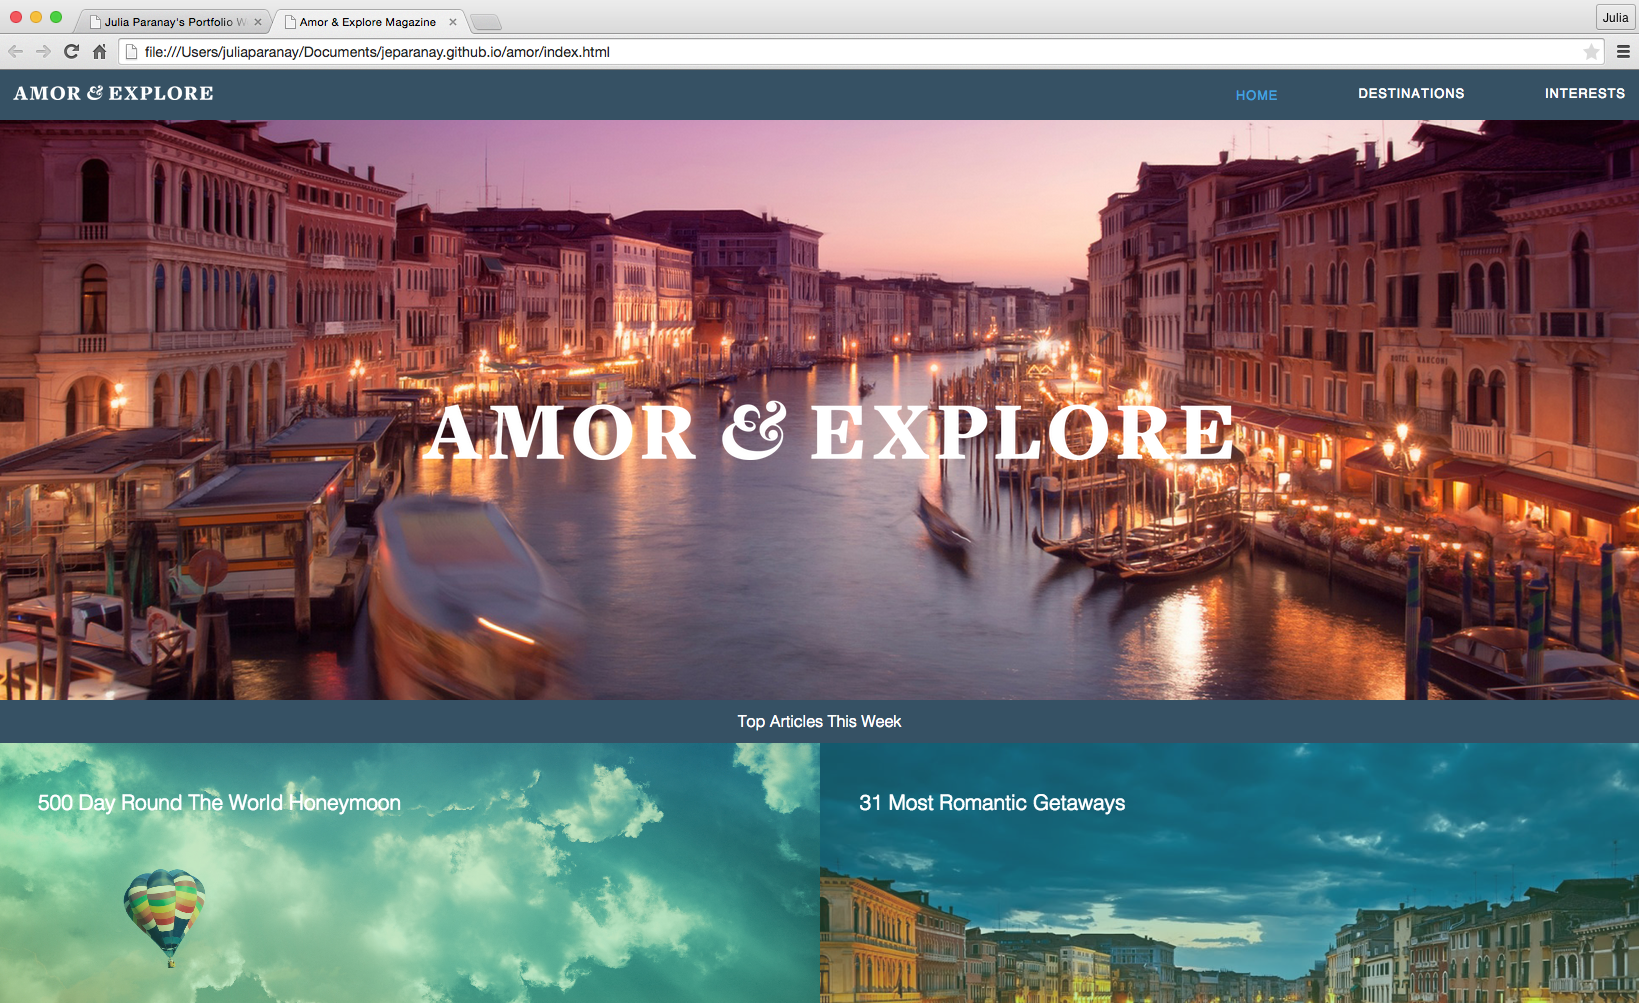 Julia Paranay's Portfolio W
Amor & Explore Magazine
Julia
file:///Users/juliaparanay/Documents/jeparanay.github.io/amor/index.html
AMOR & EXPLORE
HOME
DESTINATIONS
INTERESTS
HOTEL MARCONI
AMOR & EXPLORE
Top Articles This Week
500 Day Round The World Honeymoon
31 Most Romantic Getaways